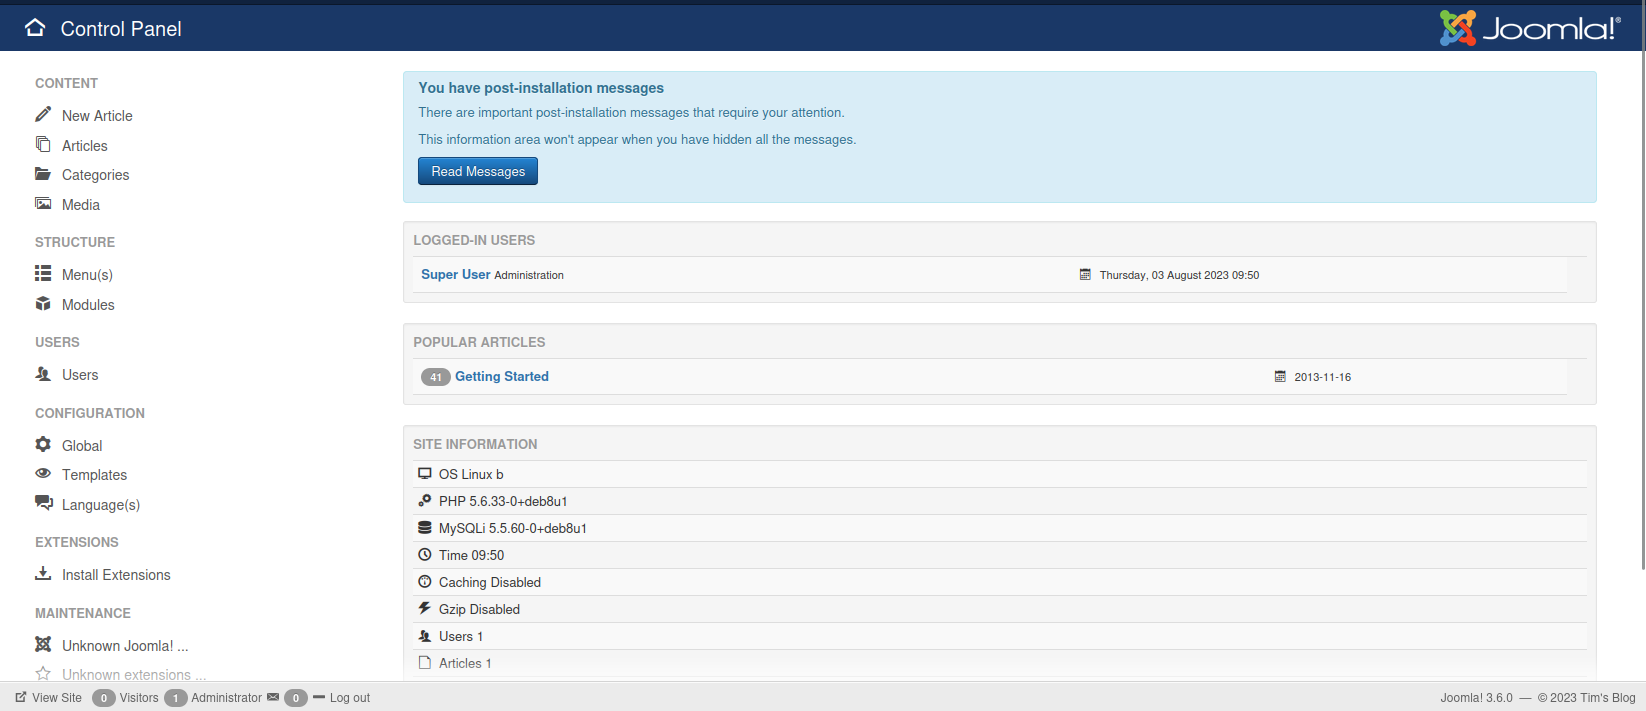 Control Panel
Joomla!®
CONTENT
New Article
Articles
Categories
Media
STRUCTURE
Menu(s)
Modules
USERS
Users
CONFIGURATION
Global
Templates
Language(s)
EXTENSIONS
Install Extensions
MAINTENANCE
Unknown Joomla! ...
Unknown extensions ...
You have post-installation messages
There are important post-installation messages that require your attention.
This information area won't appear when you have hidden all the messages.
Read Messages
LOGGED-IN USERS
Super User Administration Thursday, 03 August 2023 09:50
POPULAR ARTICLES
41 Getting Started 2013-11-16
SITE INFORMATION
OS Linux b
PHP 5.6.33-0+deb8u1
MySQLi 5.5.60-0+deb8u1
Time 09:50
Caching Disabled
Gzip Disabled
Users 1
Articles 1
View Site 0 Visitors 1 Administrator 0 Log out Joomla! 3.6.0 — © 2023 Tim's Blog